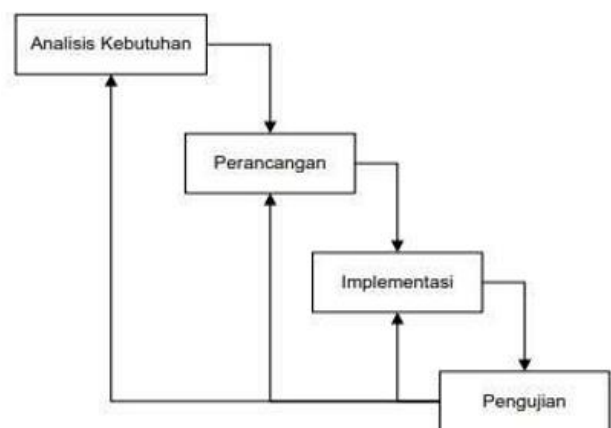 Analisis Kebutuhan
Perancangan
Implementasi
Pengujian